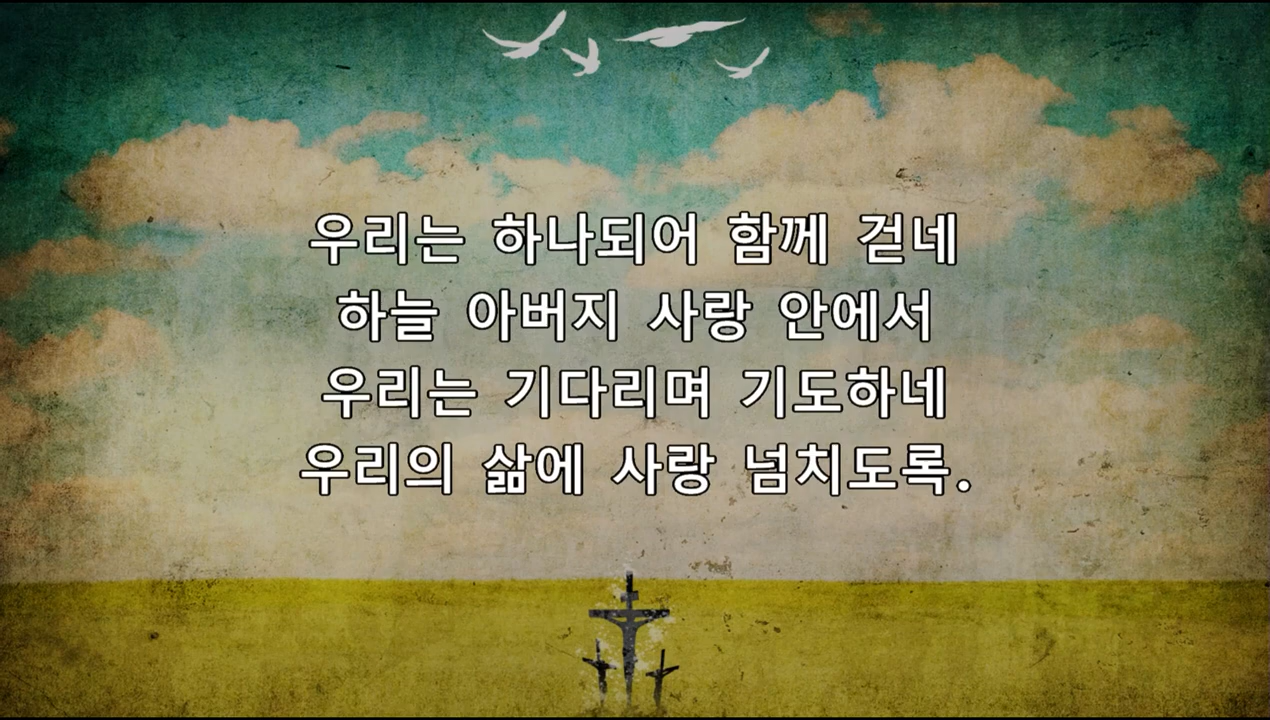 우리는 하나되어 함께 걷네
하늘 아버지 사랑 안에서
우리는 기다리며 기도하네
우리의 삶에 사랑 넘치도록.